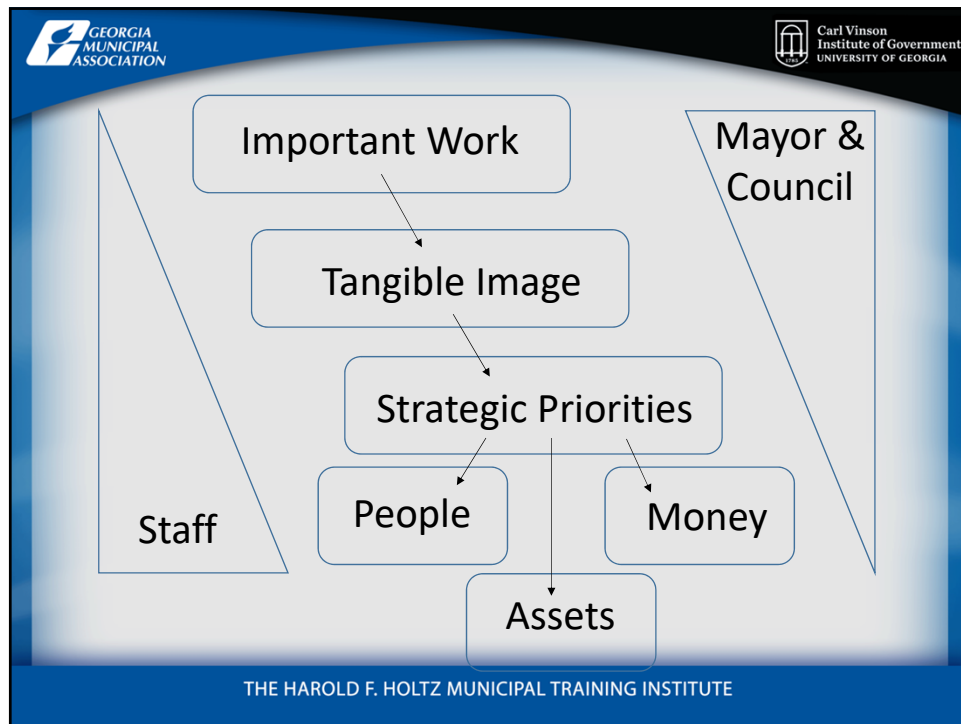 GEORGIA
MUNICIPAL
ASSOCIATION
1785
Carl Vinson
Institute of Government
UNIVERSITY OF GEORGIA
Important Work
Mayor &
Council
Tangible Image
Strategic Priorities
People
Money
Staff
Assets
THE HAROLD F. HOLTZ MUNICIPAL TRAINING INSTITUTE